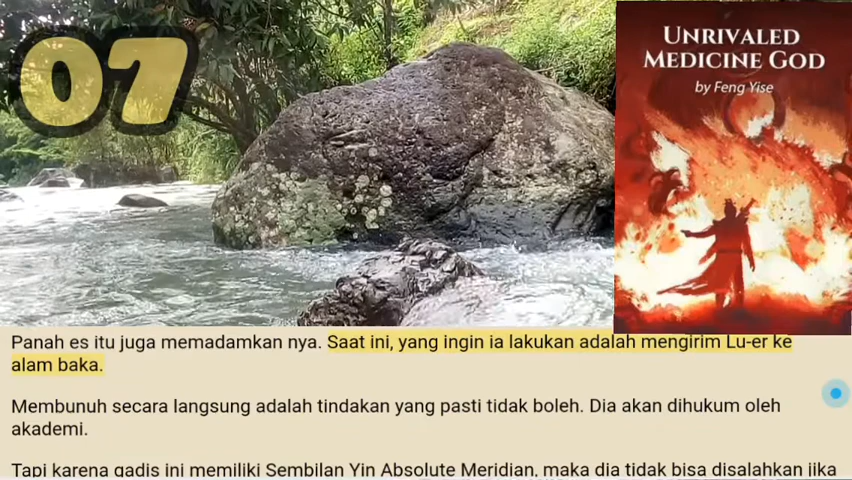 07
UNRIVALED
MEDICINE GOD
by Feng Yise
Panah es itu juga memadamkan nya. Saat ini, yang ingin ia lakukan adalah mengirim Lu-er ke
alam baka.
Membunuh secara langsung adalah tindakan yang pasti tidak boleh. Dia akan dihukum oleh
akademi.
Tapi karena gadis ini memiliki Sembilan Yin Absolute Meridian, maka dia tidak bisa disalahkan jika